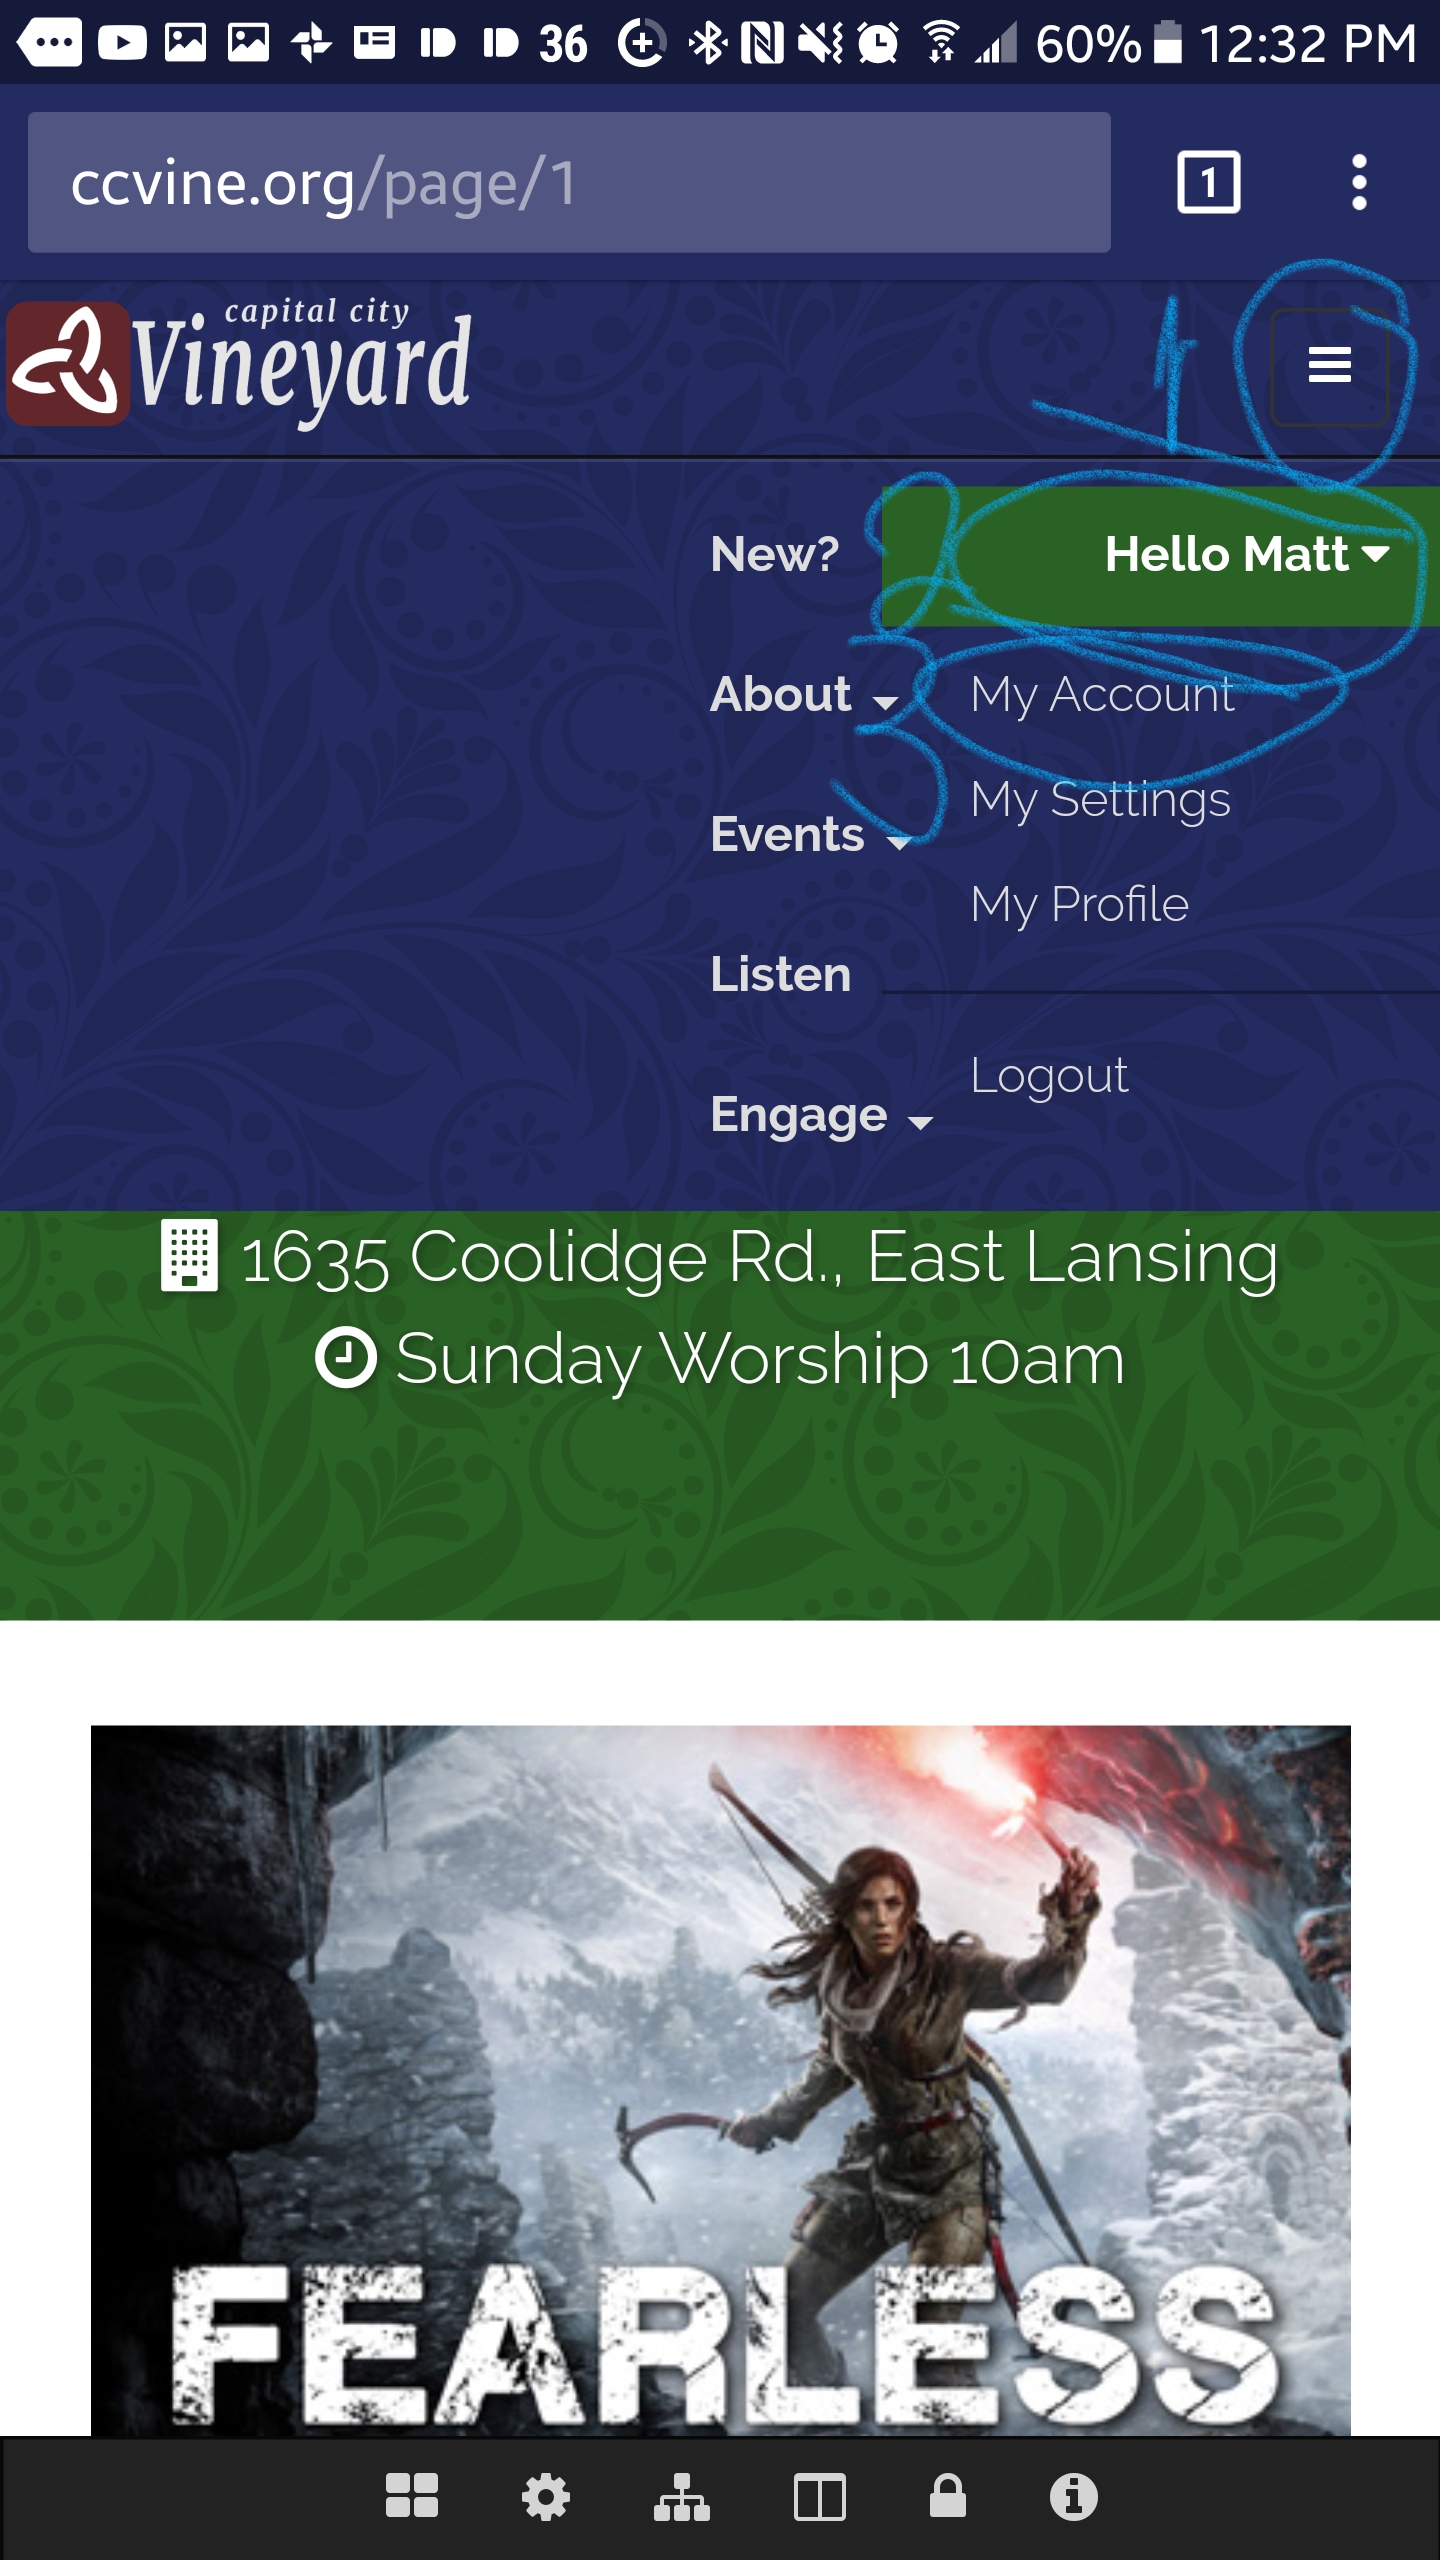 36 60% 12:32 PM
ccvine.org/page/1
1
capital city
Vineyard
1
New?
2
Hello Matt
About
3
My Account
My Settings
Events
My Profile
Listen
Logout
Engage
1635 Coolidge Rd., East Lansing
Sunday Worship 10am
FEARLESS